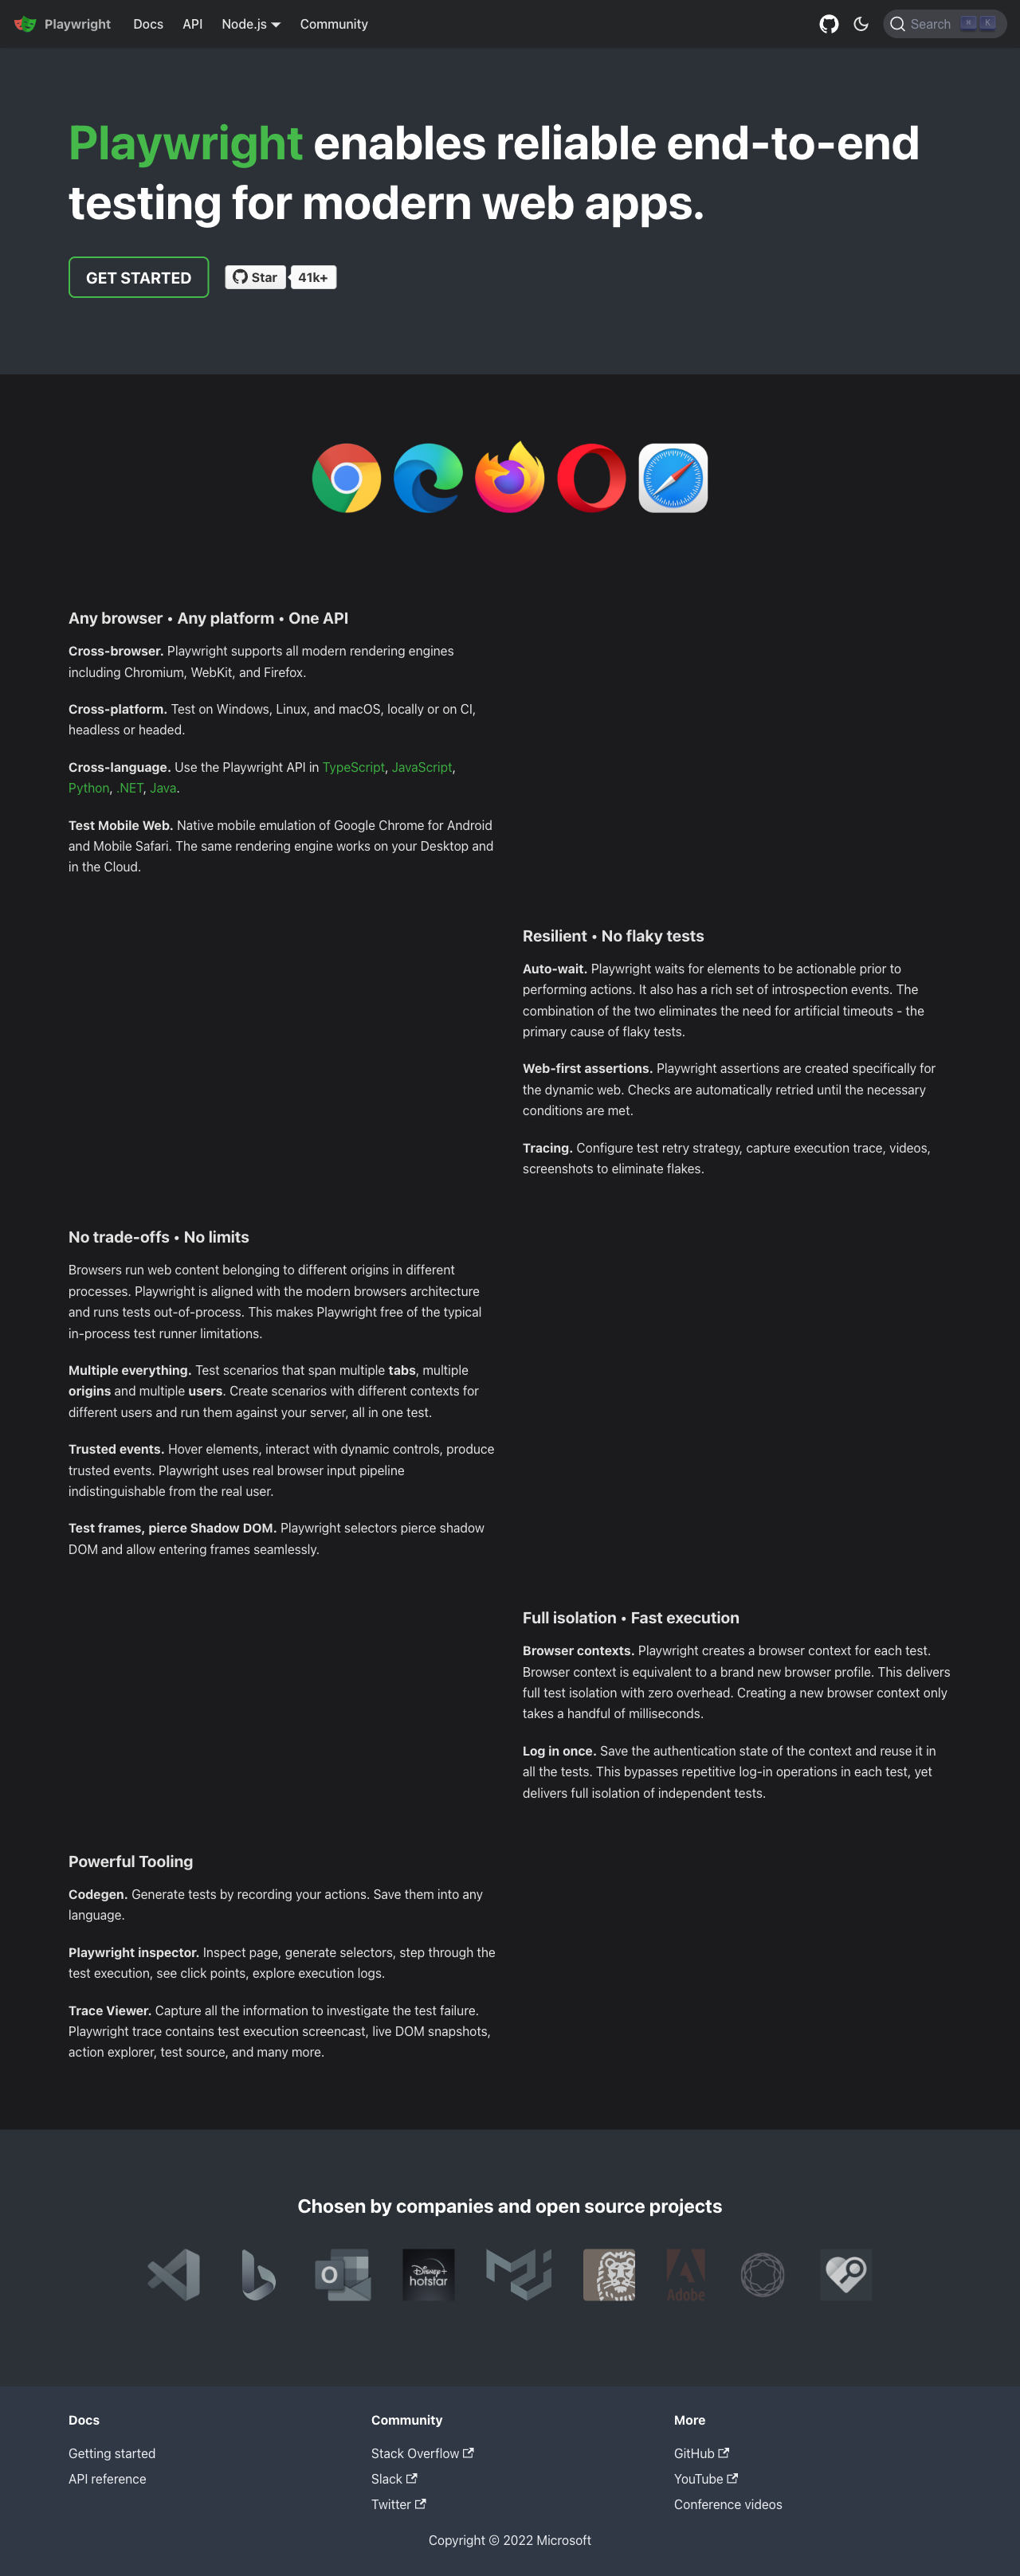 Playwright Docs API Node.js Community Search ⌘ K
Playwright enables reliable end-to-end
testing for modern web apps.
GET STARTED Star 41k+
Any browser • Any platform • One API
Cross-browser. Playwright supports all modern rendering engines
including Chromium, WebKit, and Firefox.
Cross-platform. Test on Windows, Linux, and macOS, locally or on CI,
headless or headed.
Cross-language. Use the Playwright API in TypeScript, JavaScript,
Python, .NET, Java.
Test Mobile Web. Native mobile emulation of Google Chrome for Android
and Mobile Safari. The same rendering engine works on your Desktop and
in the Cloud.
Resilient • No flaky tests
Auto-wait. Playwright waits for elements to be actionable prior to
performing actions. It also has a rich set of introspection events. The
combination of the two eliminates the need for artificial timeouts - the
primary cause of flaky tests.
Web-first assertions. Playwright assertions are created specifically for
the dynamic web. Checks are automatically retried until the necessary
conditions are met.
Tracing. Configure test retry strategy, capture execution trace, videos,
screenshots to eliminate flakes.
No trade-offs • No limits
Browsers run web content belonging to different origins in different
processes. Playwright is aligned with the modern browsers architecture
and runs tests out-of-process. This makes Playwright free of the typical
in-process test runner limitations.
Multiple everything. Test scenarios that span multiple tabs, multiple
origins and multiple users. Create scenarios with different contexts for
different users and run them against your server, all in one test.
Trusted events. Hover elements, interact with dynamic controls, produce
trusted events. Playwright uses real browser input pipeline
indistinguishable from the real user.
Test frames, pierce Shadow DOM. Playwright selectors pierce shadow
DOM and allow entering frames seamlessly.
Full isolation • Fast execution
Browser contexts. Playwright creates a browser context for each test.
Browser context is equivalent to a brand new browser profile. This delivers
full test isolation with zero overhead. Creating a new browser context only
takes a handful of milliseconds.
Log in once. Save the authentication state of the context and reuse it in
all the tests. This bypasses repetitive log-in operations in each test, yet
delivers full isolation of independent tests.
Powerful Tooling
Codegen. Generate tests by recording your actions. Save them into any
language.
Playwright inspector. Inspect page, generate selectors, step through the
test execution, see click points, explore execution logs.
Trace Viewer. Capture all the information to investigate the test failure.
Playwright trace contains test execution screencast, live DOM snapshots,
action explorer, test source, and many more.
Chosen by companies and open source projects
Disney+
hotstar
Adobe
Docs
Getting started
API reference
Community
Stack Overflow
Slack
Twitter
More
GitHub
YouTube
Conference videos
Copyright © 2022 Microsoft